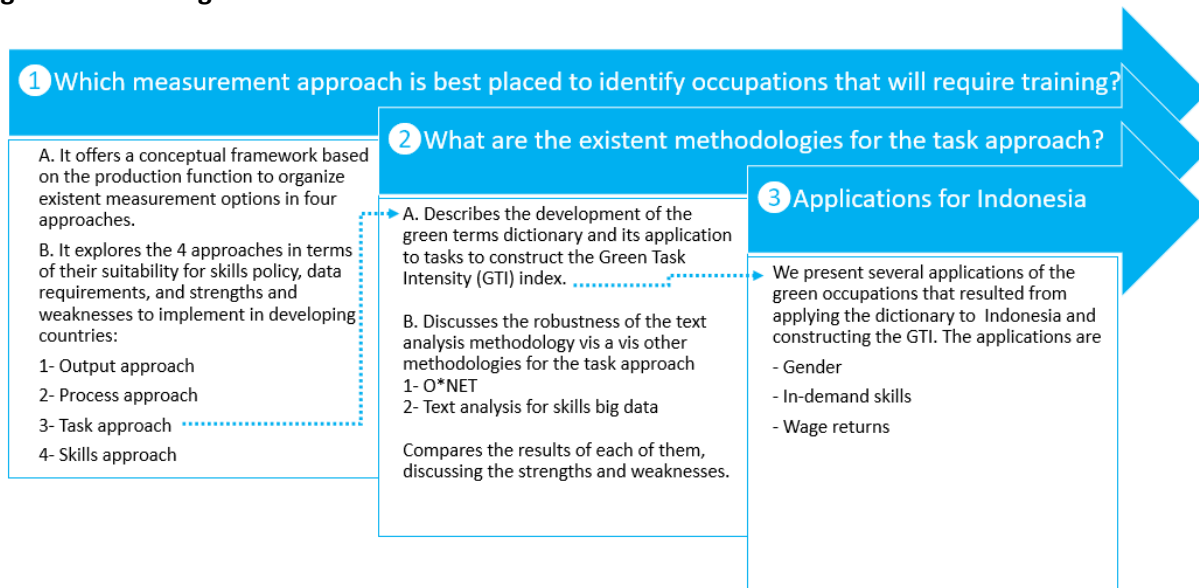 1 Which measurement approach is best placed to identify occupations that will require training?
A. It offers a conceptual framework based
on the production function to organize
existent measurement options in four
approaches.
B. It explores the 4 approaches in terms
of their suitability for skills policy, data
requirements, and strengths and
weaknesses to implement in developing
countries:
1- Output approach
2- Process approach
3- Task approach
4- Skills approach
2 What are the existent methodologies for the task approach?
A. Describes the development of the
green terms dictionary and its application
to tasks to construct the Green Task
Intensity (GTI) index.
B. Discusses the robustness of the text
analysis methodology vis a vis other
methodologies for the task approach
1- O*NET
2- Text analysis for skills big data
Compares the results of each of them,
discussing the strengths and weaknesses.
3 Applications for Indonesia
We present several applications of the
green occupations that resulted from
applying the dictionary to Indonesia and
constructing the GTI. The applications are
- Gender
- In-demand skills
- Wage returns